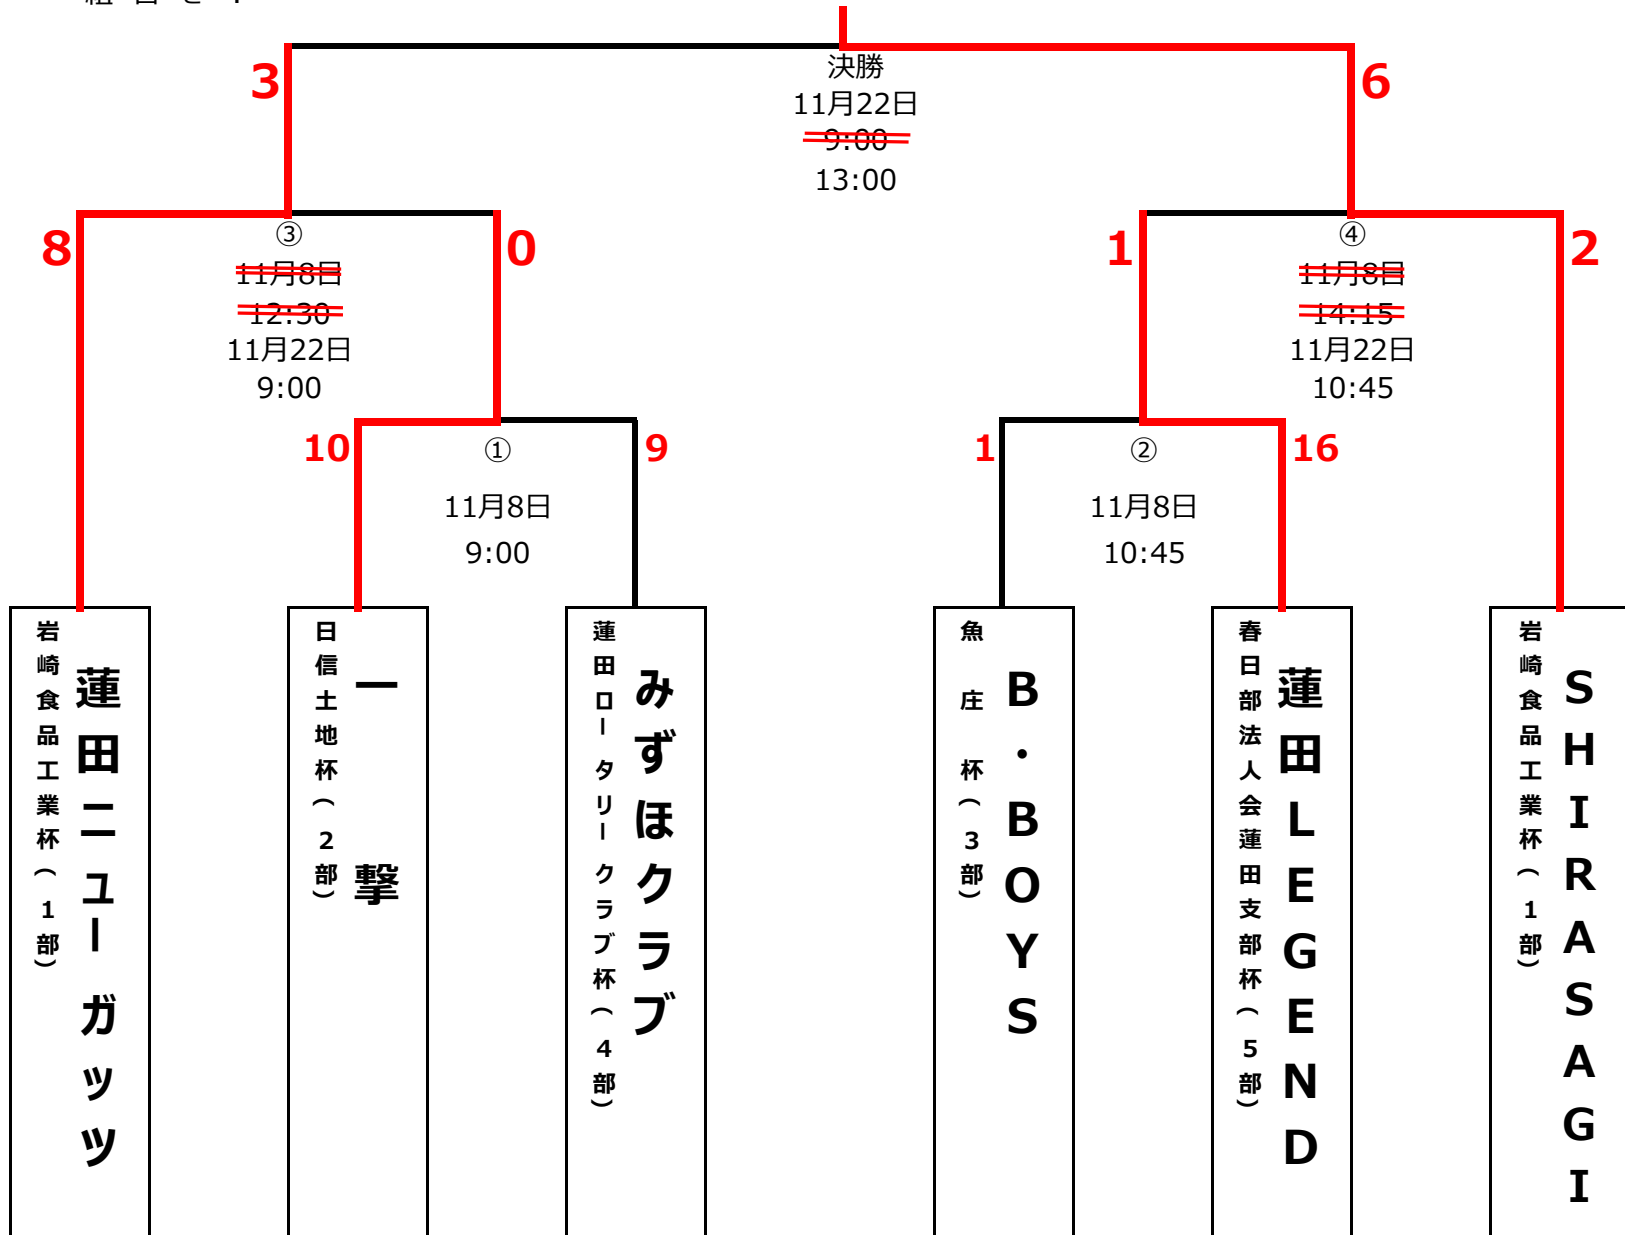 3
決勝
11月22日
9:00
13:00
6
8
③
11月8日
12:30
11月22日
9:00
0
1
④
11月8日
14:15
11月22日
10:45
2
10
①
11月8日
9:00
9
1
②
11月8日
10:45
16
岩崎食品工業杯(1部)
蓮田ニューガッツ
日信土地杯(2部)
一撃
蓮田ロータリークラブ杯(4部)
みずほクラブ
魚庄杯(3部)
B・BOYS
春日部法人会蓮田支部杯(5部)
蓮田LEGEND
岩崎食品工業杯(1部)
SHIRASAGI